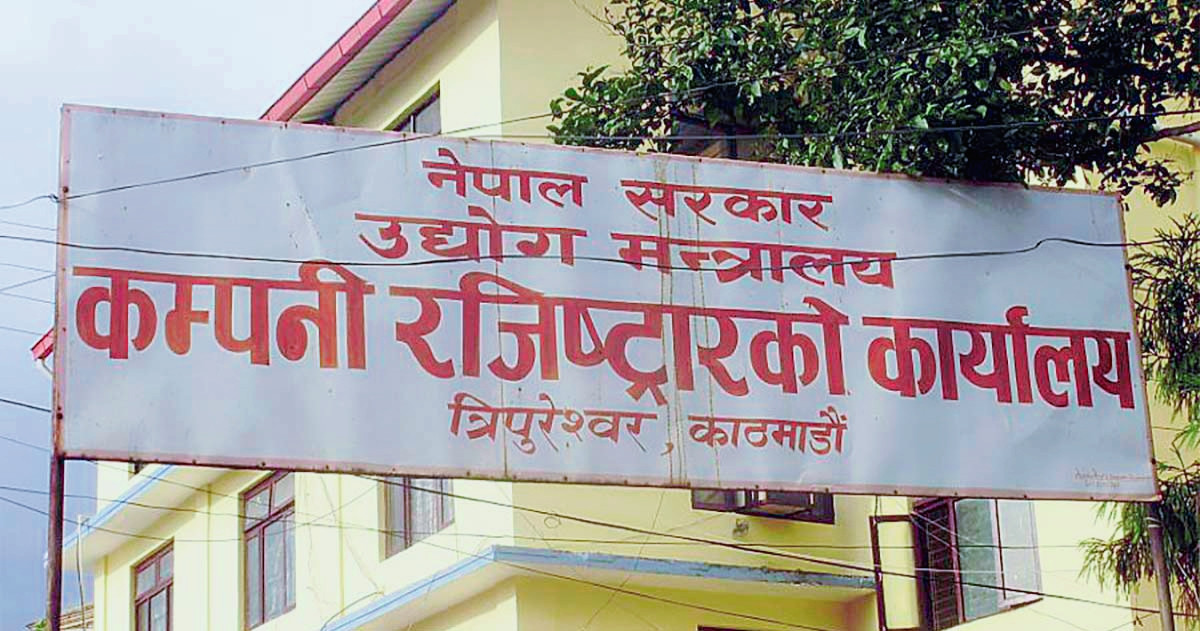 नेपाल सरकार
उद्योग मन्त्रालय
कम्पनी रजिष्ट्रारको कार्यालय
त्रिपुरेश्वर, काठमाडौं